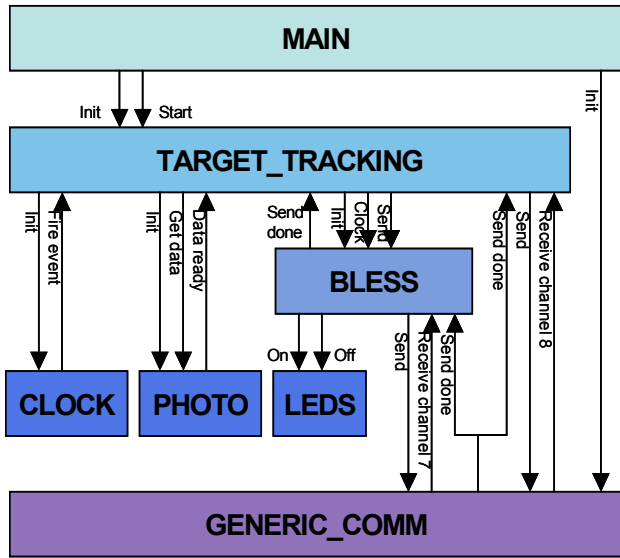 MAIN
Init
Start
Init
TARGET_TRACKING
Init
Fire event
Init
Get data
Data ready
Send
done
Init
Clock
Send
Send done
Send
Receive channel 8
BLESS
On
Off
Send
Receive channel 7
Send done
CLOCK
PHOTO
LEDS
GENERIC_COMM